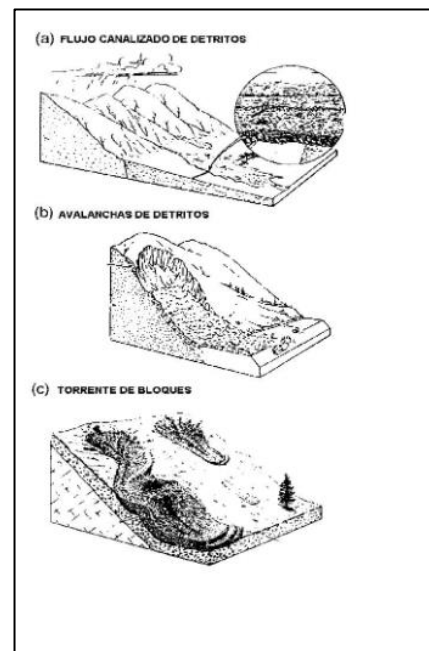 (a) FLUJO CANALIZADO DE DETRITOS
(b) AVALANCHAS DE DETRITOS
(c) TORRENTE DE BLOQUES